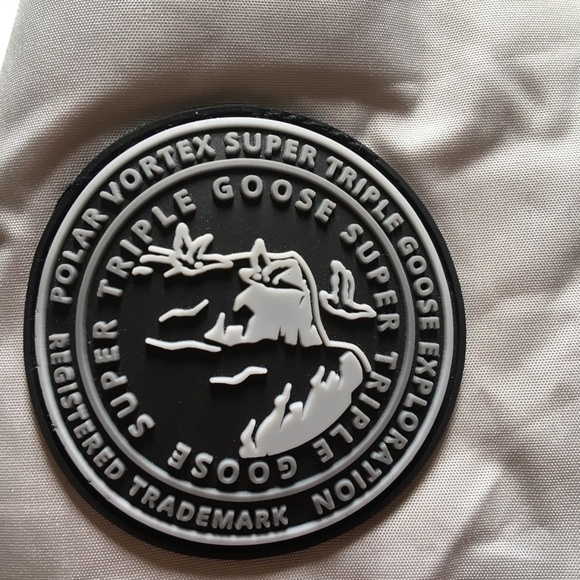 POLAR VORTEX SUPER TRIPLE GOOSE EXPLORATION
REGISTERED TRADEMARK
SUPER TRIPLE GOOSE SUPER TRIPLE GOOSE